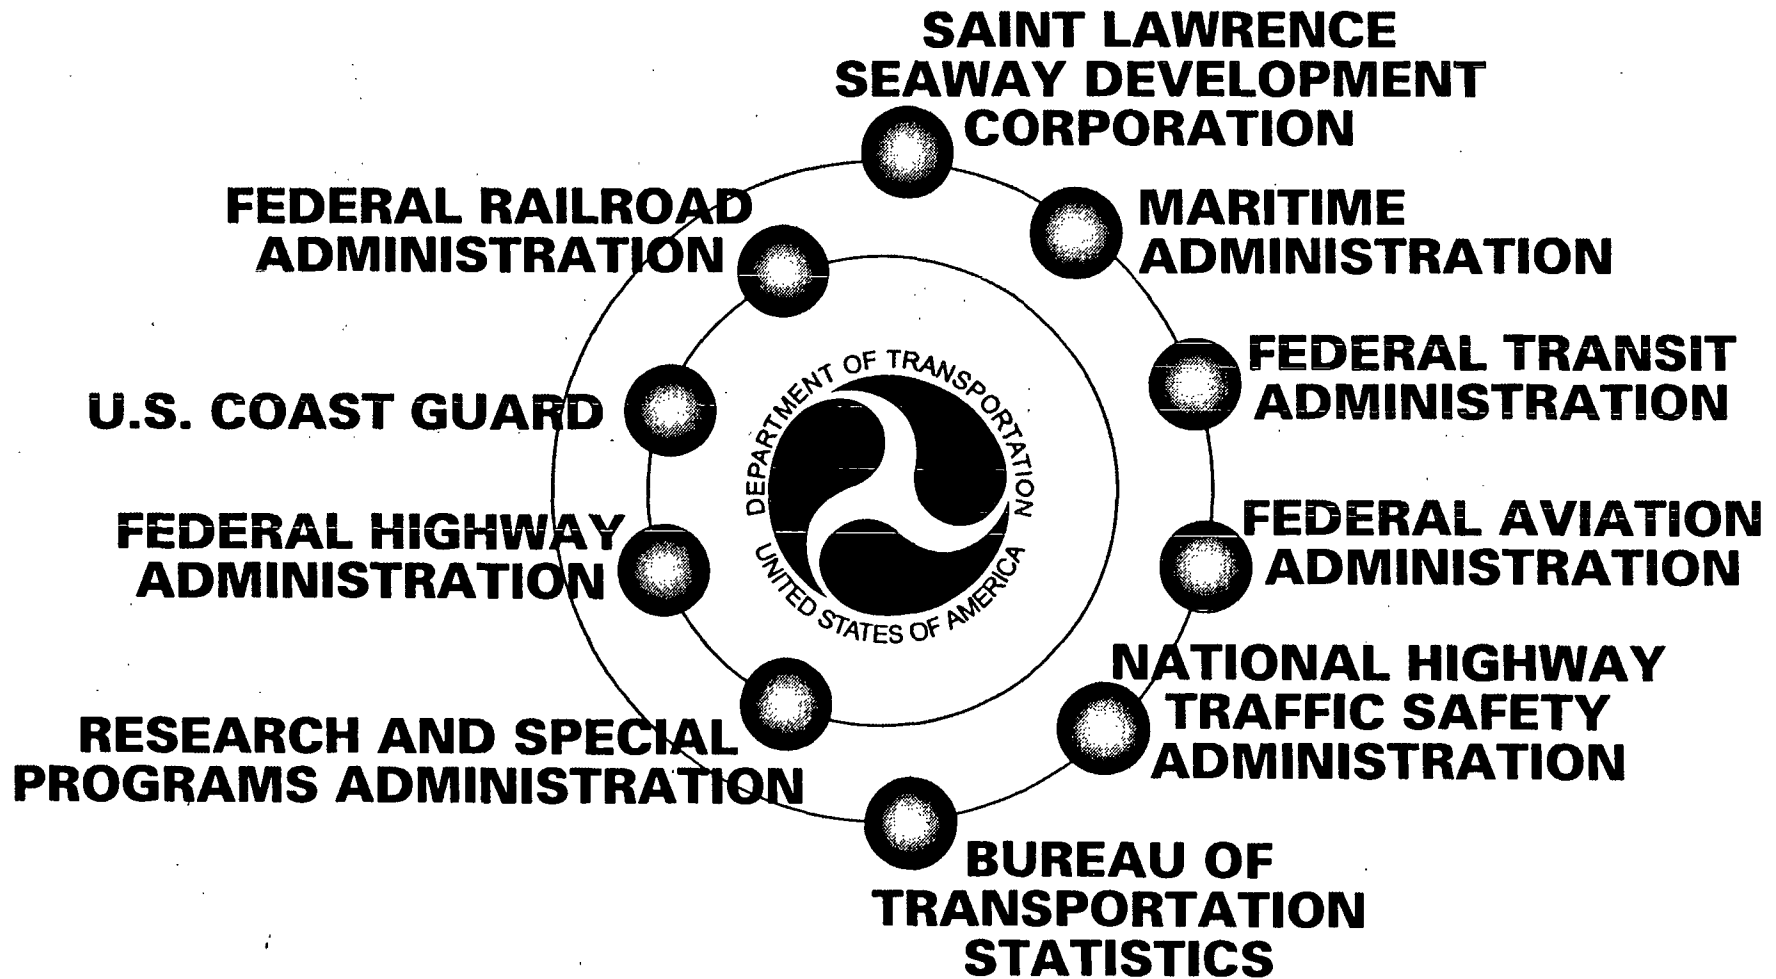 SAINT LAWRENCE
SEAWAY DEVELOPMENT
CORPORATION
FEDERAL RAILROAD
ADMINISTRATION
MARITIME
ADMINISTRATION
U.S. COAST GUARD
FEDERAL TRANSIT
ADMINISTRATION
DEPARTMENT OF TRANSPORTATION
UNITED STATES OF AMERICA
FEDERAL HIGHWAY
ADMINISTRATION
FEDERAL AVIATION
ADMINISTRATION
RESEARCH AND SPECIAL
PROGRAMS ADMINISTRATION
NATIONAL HIGHWAY
TRAFFIC SAFETY
ADMINISTRATION
BUREAU OF
TRANSPORTATION
STATISTICS